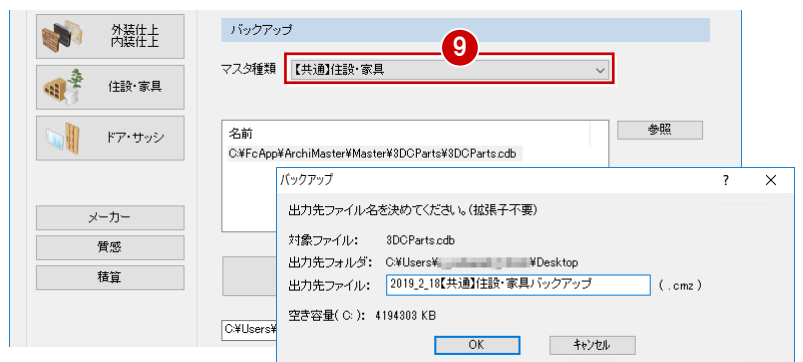 外装仕上
内装仕上
住設・家具
ドア・サッシ
メーカー
質感
積算
バックアップ
9
マスタ種類 【共通】住設・家具
参照
名前
C:¥FcApp¥ArchiMaster¥Master¥3DCParts¥3DCParts.cdb
C:¥Users¥
バックアップ ? ×
出力先ファイル名を決めてください。(拡張子不要)
対象ファイル: 3DCParts.cdb
出力先フォルダ: C:¥Users¥ ¥Desktop
出力先ファイル: 2019_2_18【共通】住設・家具バックアップ (.cmz)
空き容量( C: ): 4194303 KB
OK キャンセル